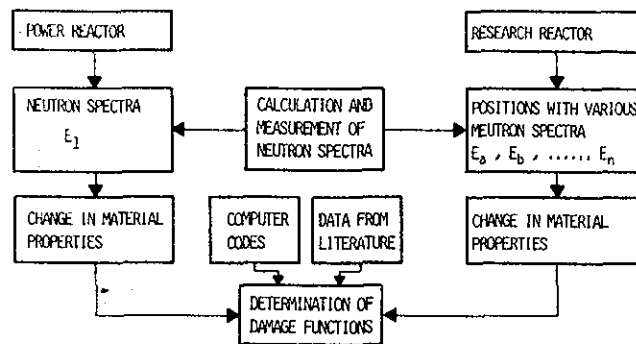 POWER REACTOR
RESEARCH REACTOR
NEUTRON SPECTRA
E1
CALCULATION AND
MEASUREMENT OF
NEUTRON SPECTRA
POSITIONS WITH VARIOUS
MEUTRON SPECTRA
Ea , Eb , ...... En
CHANGE IN MATERIAL
PROPERTIES
COMPUTER
CODES
DATA FROM
LITERATURE
CHANGE IN MATERIAL
PROPERTIES
DETERMINATION OF
DAMAGE FUNCTIONS